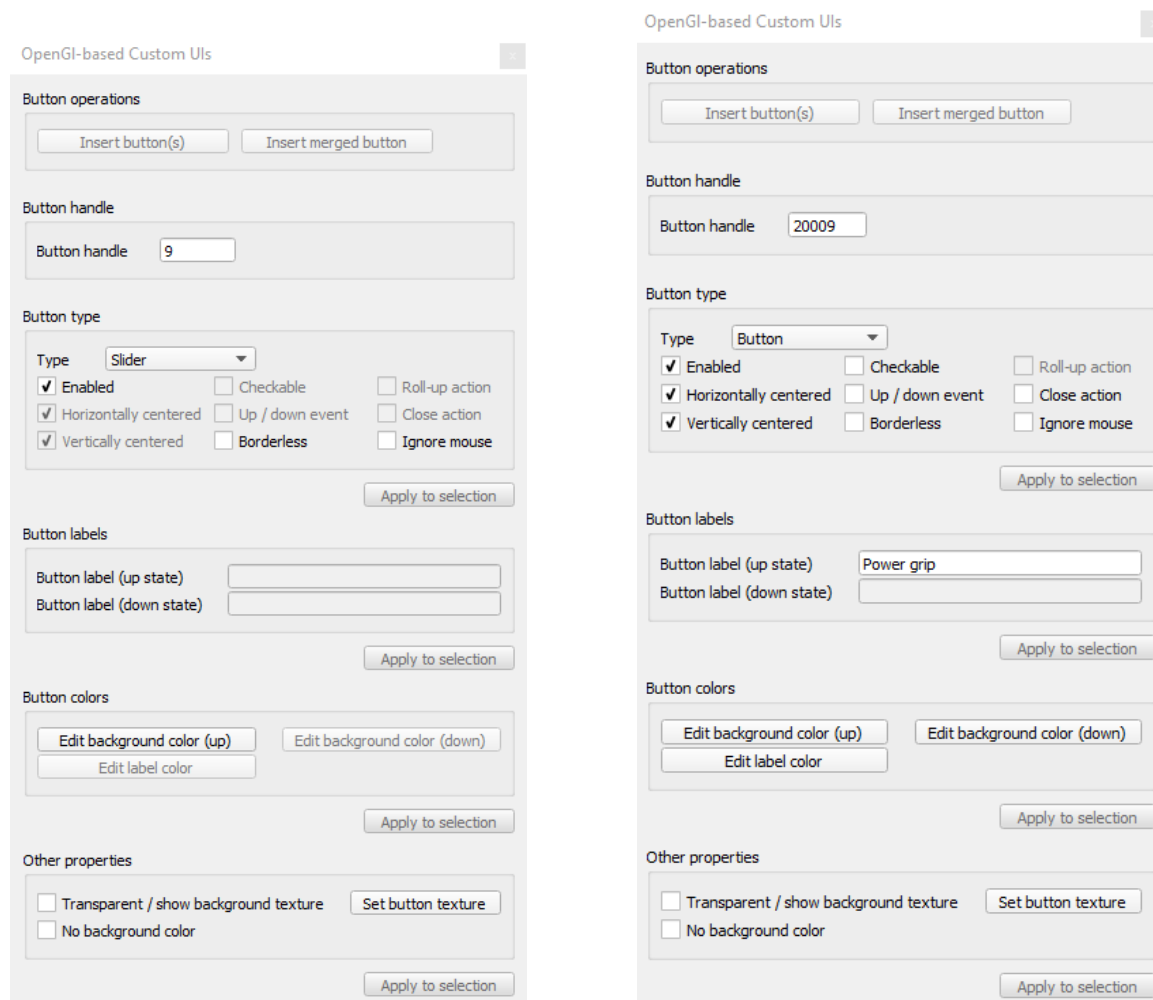 OpenGI-based Custom UIs
x
Button operations
Insert button(s) Insert merged button
Button handle
Button handle 9
Button type
Type Slider
Enabled Checkable Roll-up action
Horizontally centered Up / down event Close action
Vertically centered Borderless Ignore mouse
Apply to selection
Button labels
Button label (up state)
Button label (down state)
Apply to selection
Button colors
Edit background color (up) Edit background color (down)
Edit label color
Apply to selection
Other properties
Transparent / show background texture Set button texture
No background color
Apply to selection
OpenGI-based Custom UIs
Button operations
Insert button(s) Insert merged button
Button handle
Button handle 20009
Button type
Type Button
Enabled Checkable Roll-up action
Horizontally centered Up / down event Close action
Vertically centered Borderless Ignore mouse
Apply to selection
Button labels
Button label (up state) Power grip
Button label (down state)
Apply to selection
Button colors
Edit background color (up) Edit background color (down)
Edit label color
Apply to selection
Other properties
Transparent / show background texture Set button texture
No background color
Apply to selection